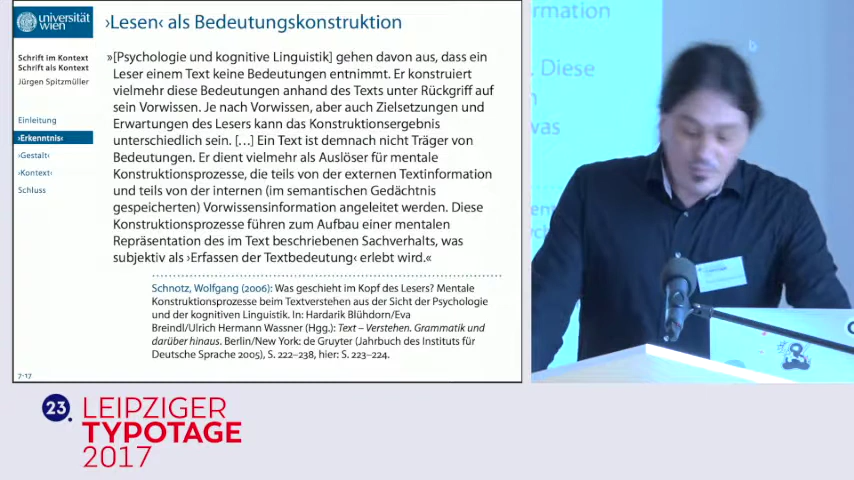 universität
wien
›Lesen‹ als Bedeutungskonstruktion
Schrift im Kontext
Schrift als Kontext
Jürgen Spitzmüller
Einleitung
›Erkenntnis‹
›Gestalt‹
›Kontext‹
Schluss
»[Psychologie und kognitive Linguistik] gehen davon aus, dass ein
Leser einem Text keine Bedeutungen entnimmt. Er konstruiert
vielmehr diese Bedeutungen anhand des Texts unter Rückgriff auf
sein Vorwissen. Je nach Vorwissen, aber auch Zielsetzungen und
Erwartungen des Lesers kann das Konstruktionsergebnis
unterschiedlich sein. […] Ein Text ist demnach nicht Träger von
Bedeutungen. Er dient vielmehr als Auslöser für mentale
Konstruktionsprozesse, die teils von der externen Textinformation
und teils von der internen (im semantischen Gedächtnis
gespeicherten) Vorwissensinformation angeleitet werden. Diese
Konstruktionsprozesse führen zum Aufbau einer mentalen
Repräsentation des im Text beschriebenen Sachverhalts, was
subjektiv als ›Erfassen der Textbedeutung‹ erlebt wird.«
Schnotz, Wolfgang (2006): Was geschieht im Kopf des Lesers? Mentale
Konstruktionsprozesse beim Textverstehen aus der Sicht der Psychologie
und der kognitiven Linguistik. In: Hardarik Blühdorn/Eva
Breindl/Ulrich Hermann Wassner (Hgg.): Text – Verstehen. Grammatik und
darüber hinaus. Berlin/New York: de Gruyter (Jahrbuch des Instituts für
Deutsche Sprache 2005), S. 222–238, hier: S. 223–224.
7-17
rmation
. Diese
n
was
23.
LEIPZIGER
TYPOTAGE
2017